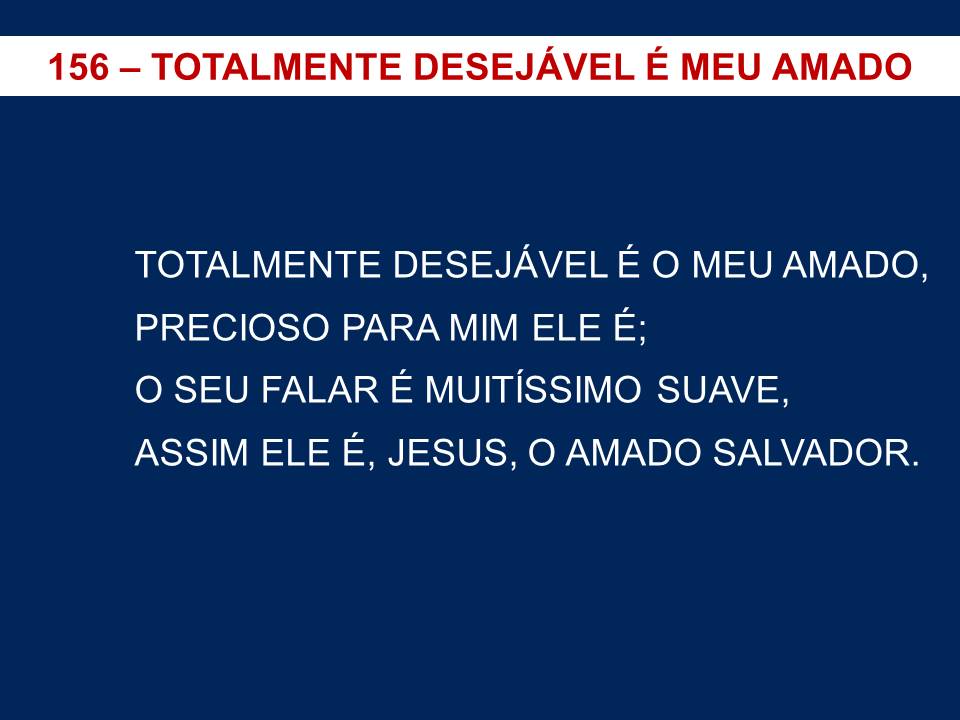 156 – TOTALMENTE DESEJÁVEL É MEU AMADO
TOTALMENTE DESEJÁVEL É O MEU AMADO,
PRECIOSO PARA MIM ELE É;
O SEU FALAR É MUITÍSSIMO SUAVE,
ASSIM ELE É, JESUS, O AMADO SALVADOR.